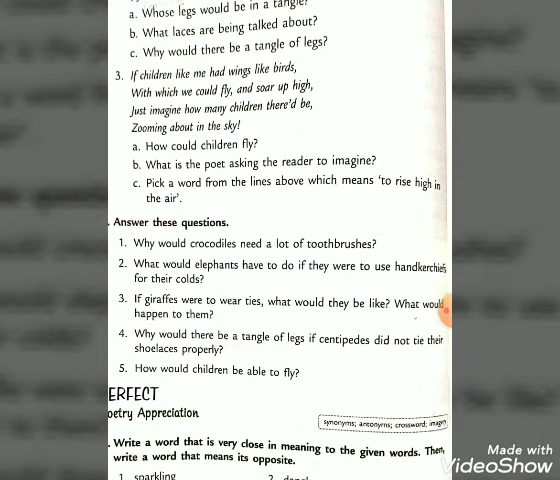 a. Whose legs would be in a tangle?
b. What laces are being talked about?
c. Why would there be a tangle of legs?
3. If children like me had wings like birds,
With which we could fly, and soar up high,
Just imagine how many children there'd be,
Zooming about in the sky!
a. How could children fly?
b. What is the poet asking the reader to imagine?
c. Pick a word from the lines above which means 'to rise high in
the air'.
. Answer these questions.
1. Why would crocodiles need a lot of toothbrushes?
2. What would elephants have to do if they were to use handkerchiefs
for their colds?
3. If giraffes were to wear ties, what would they be like? What would
happen to them?
4. Why would there be a tangle of legs if centipedes did not tie their
shoelaces properly?
5. How would children be able to fly?
ERFECT
oetry Appreciation
synonyms; antonyms; crossword; imagery
. Write a word that is very close in meaning to the given words. Then,
write a word that means its opposite.
1. sparkling
2.
Made with
VideoShow